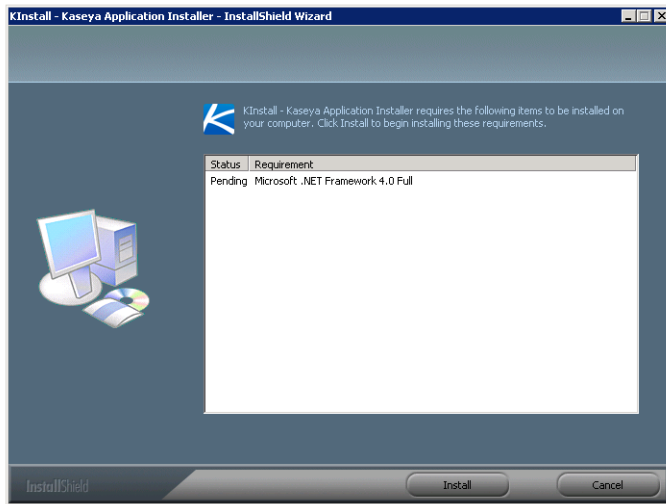 KInstall - Kaseya Application Installer - InstallShield Wizard
KInstall - Kaseya Application Installer requires the following items to be installed on
your computer. Click Install to begin installing these requirements.
Status Requirement
Pending Microsoft .NET Framework 4.0 Full
InstallShield
Install Cancel